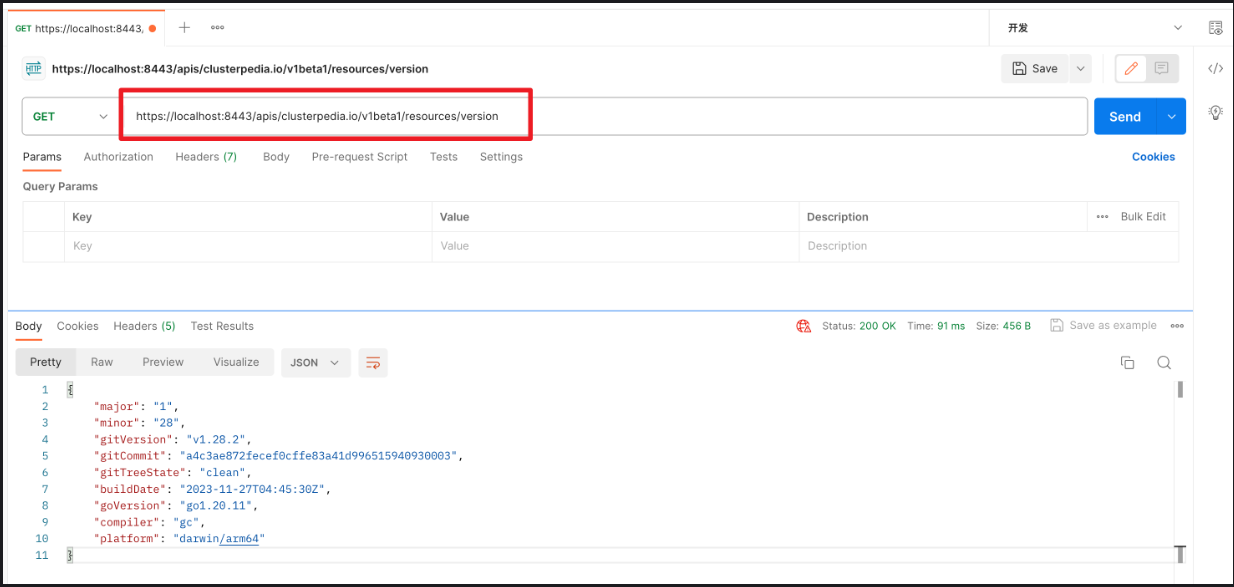 GET https://localhost:8443,
开发
HTTP https://localhost:8443/apis/clusterpedia.io/v1beta1/resources/version
Save
GET https://localhost:8443/apis/clusterpedia.io/v1beta1/resources/version Send
Params Authorization Headers (7) Body Pre-request Script Tests Settings Cookies
Query Params
Key Value Description Bulk Edit
Key Value Description
Body Cookies Headers (5) Test Results Status: 200 OK Time: 91 ms Size: 456 B Save as example
Pretty Raw Preview Visualize JSON
1 {
2 "major": "1",
3 "minor": "28",
4 "gitVersion": "v1.28.2",
5 "gitCommit": "a4c3ae872fecef0cffe83a41d996515940930003",
6 "gitTreeState": "clean",
7 "buildDate": "2023-11-27T04:45:30Z",
8 "goVersion": "go1.20.11",
9 "compiler": "gc",
10 "platform": "darwin/arm64"
11 }